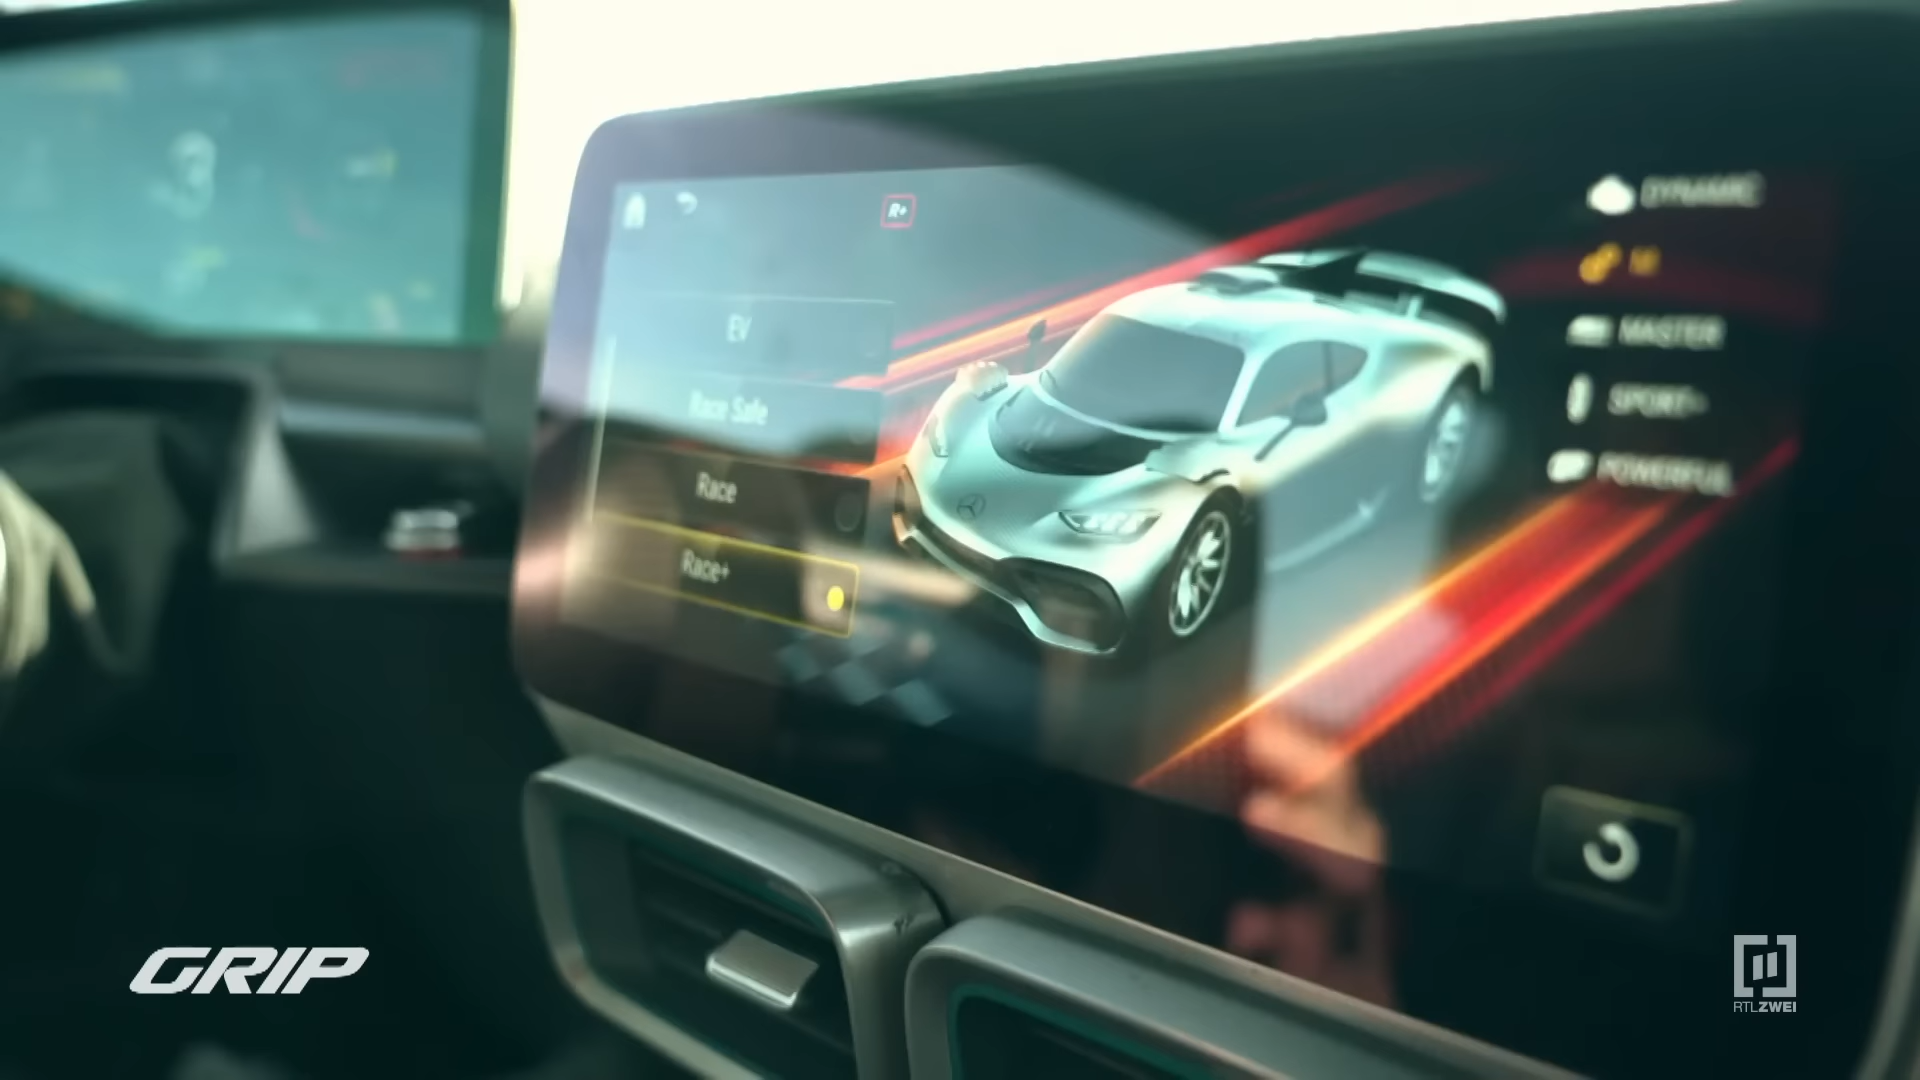 R+
EV
Race Safe
Race
Race+
DYNAMIC
M
MASTER
SPORT+
POWERFUL
GRIP
RTLZWEI